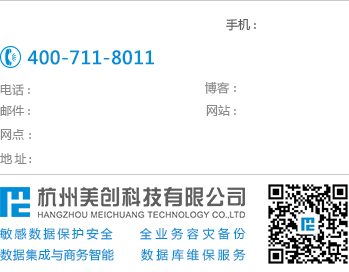 手机：
400-711-8011
电话： 博客：
邮件： 网站：
网点：
地址：
杭州美创科技有限公司
HANGZHOU MEICHUANG TECHNOLOGY CO.,LTD
敏感数据保护安全 全业务容灾备份
数据集成与商务智能 数据库维保服务